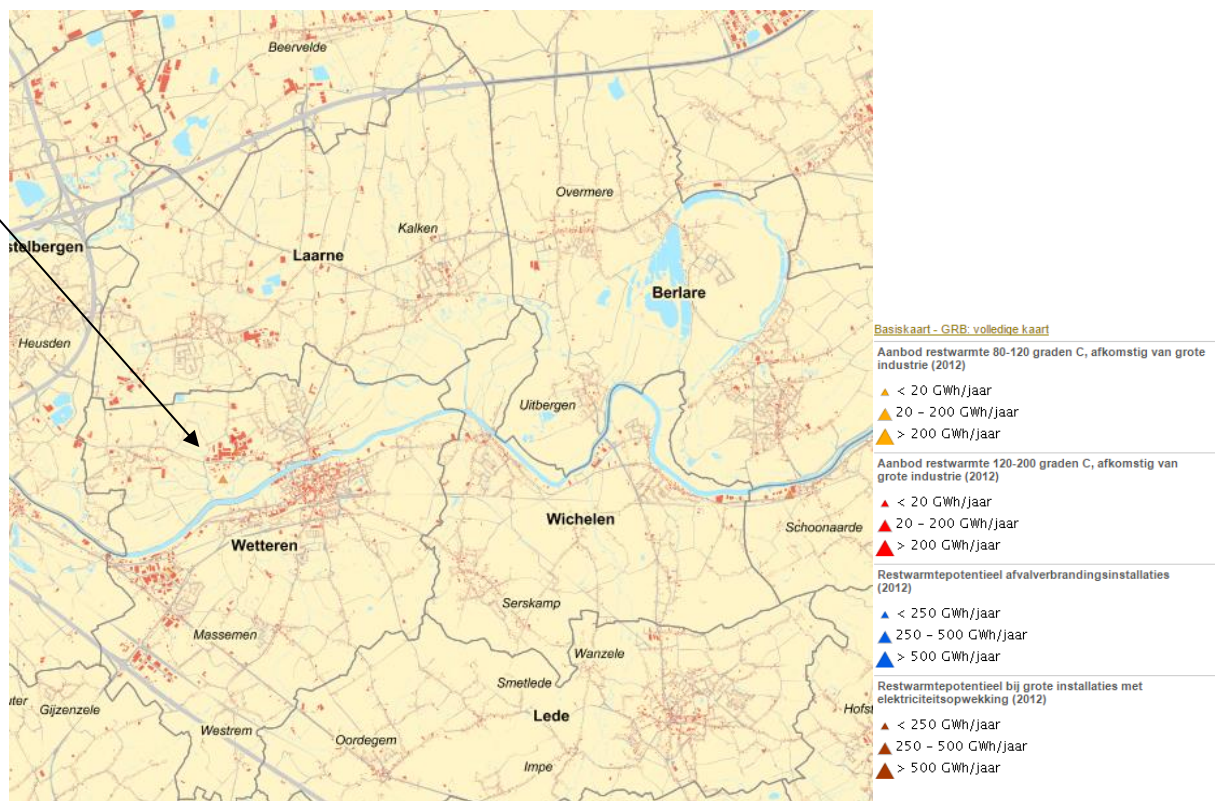 Beervelde
Overmere
Kalken
stelbergen
Laarne
Berlare
Heusden
Uitbergen
Wichelen
Schoonaarde
Wetteren
Serskamp
Massemen
Wanzele
Smetlede
uter
Gijzenzele
Lede
Hofst
Westrem
Oordegem
Impe
Basiskaart - GRB: volledige kaart
Aanbod restwarmte 80-120 graden C, afkomstig van grote
industrie (2012)
< 20 GWh/jaar
20 – 200 GWh/jaar
> 200 GWh/jaar
Aanbod restwarmte 120-200 graden C, afkomstig van
grote industrie (2012)
< 20 GWh/jaar
20 – 200 GWh/jaar
> 200 GWh/jaar
Restwarmtepotentieel afvalverbrandingsinstallaties
(2012)
< 250 GWh/jaar
250 – 500 GWh/jaar
> 500 GWh/jaar
Restwarmtepotentieel bij grote installaties met
elektriciteitsopwekking (2012)
< 250 GWh/jaar
250 – 500 GWh/jaar
> 500 GWh/jaar